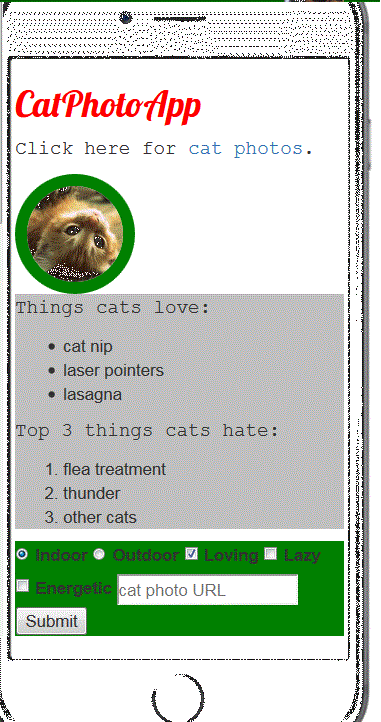 CatPhotoApp
Click here for cat photos.
Things cats love:
cat nip
laser pointers
lasagna
Top 3 things cats hate:
1. flea treatment
2. thunder
3. other cats
Indoor Outdoor Loving Lazy
Energetic cat photo URL
Submit